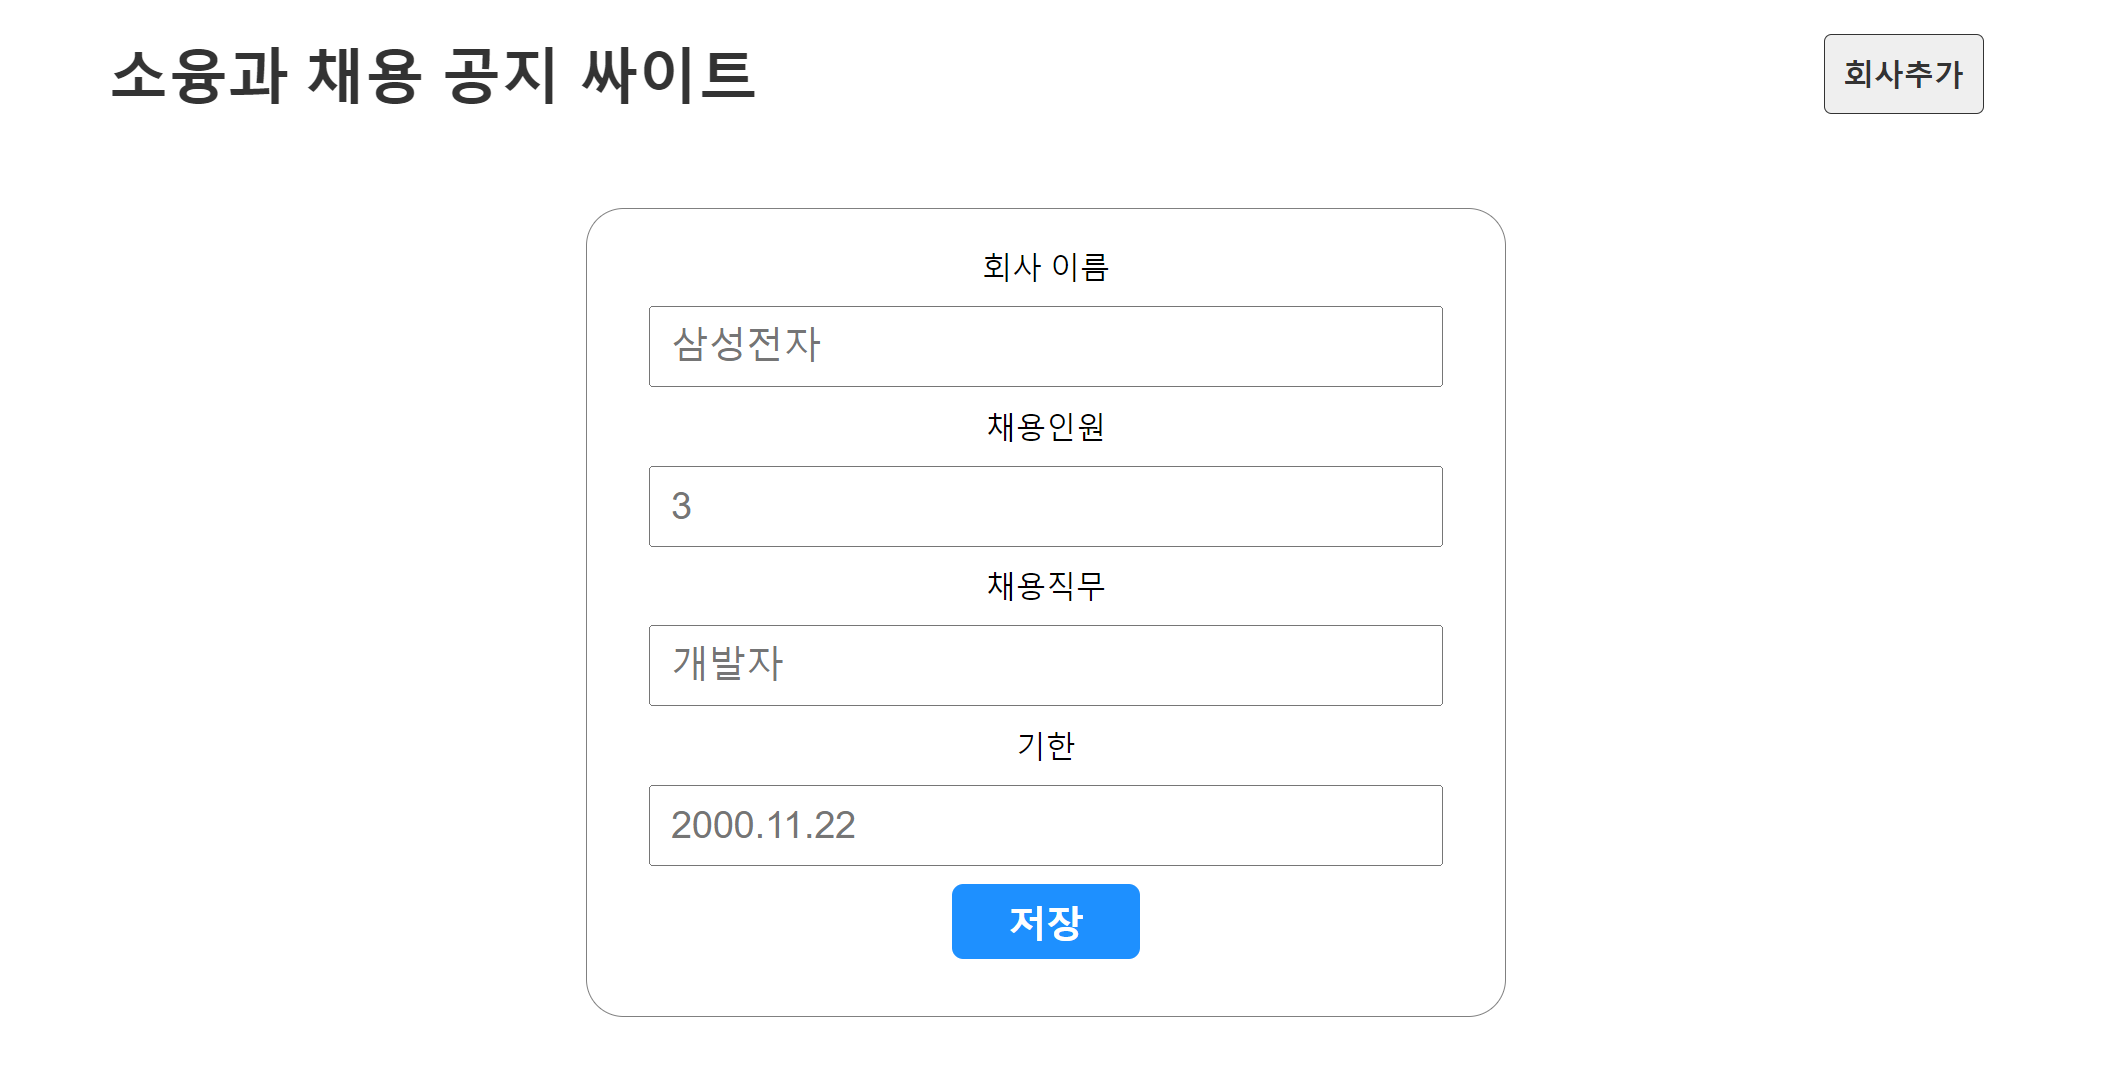 소융과 채용 공지 싸이트
회사추가
회사 이름
삼성전자
채용인원
3
채용직무
개발자
기한
2000.11.22
저장